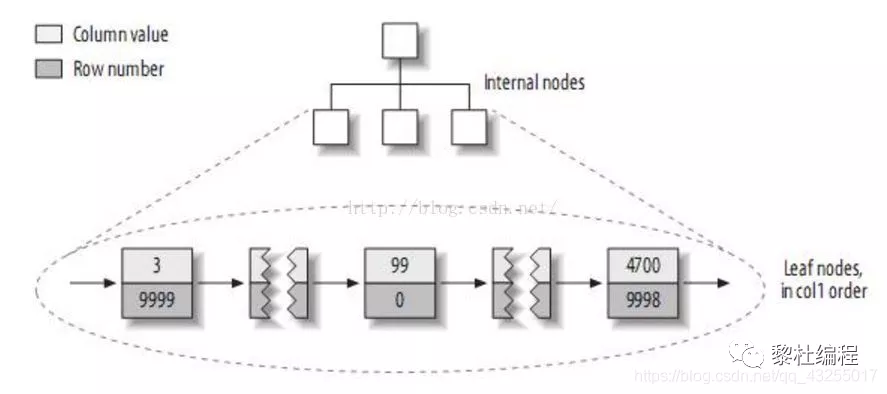 Column value
Row number
Internal nodes
http://blog.csdn.net/
3
99
4700
9999
0
9998
Leaf nodes,
in col1 order
黎杜编程
https://blog.csdn.net/qq_43255017